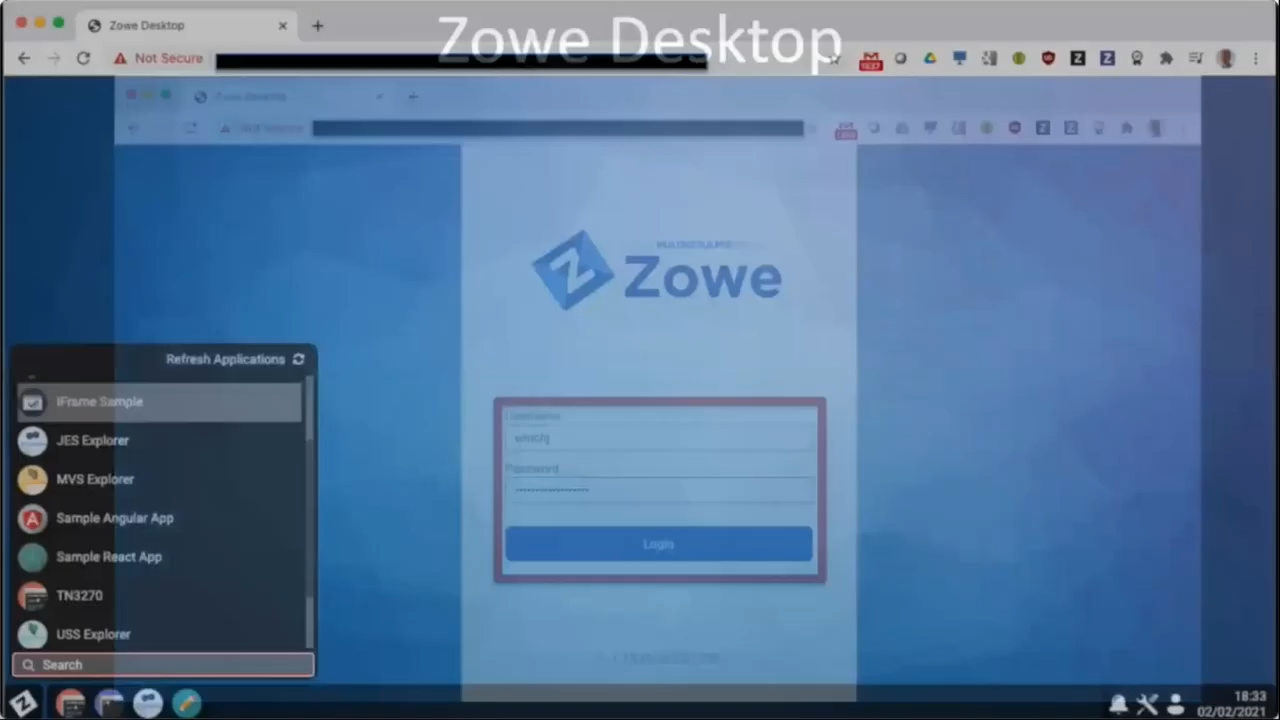 Zowe Desktop
Zowe Desktop
Not Secure
Zowe
Refresh Applications
IFrame Sample
JES Explorer
MVS Explorer
Sample Angular App
Sample React App
TN3270
USS Explorer
Search
Username
Password
Login
18:33
02/02/2021